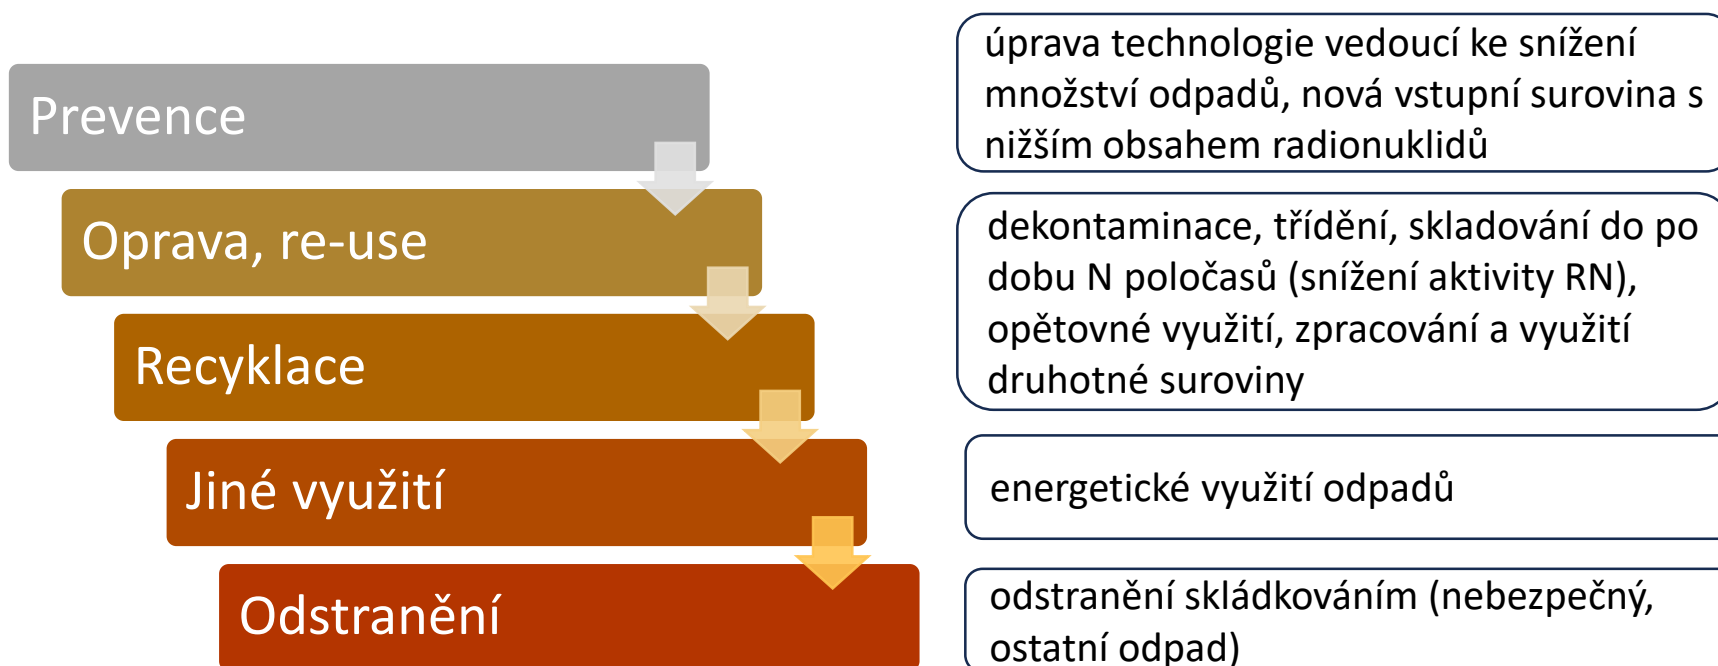 Prevence
úprava technologie vedoucí ke snížení
množství odpadů, nová vstupní surovina s
nižším obsahem radionuklidů
Oprava, re-use
Recyklace
dekontaminace, třídění, skladování do po
dobu N poločasů (snížení aktivity RN),
opětovné využití, zpracování a využití
druhotné suroviny
Jiné využití
energetické využití odpadů
Odstranění
odstranění skládkováním (nebezpečný,
ostatní odpad)